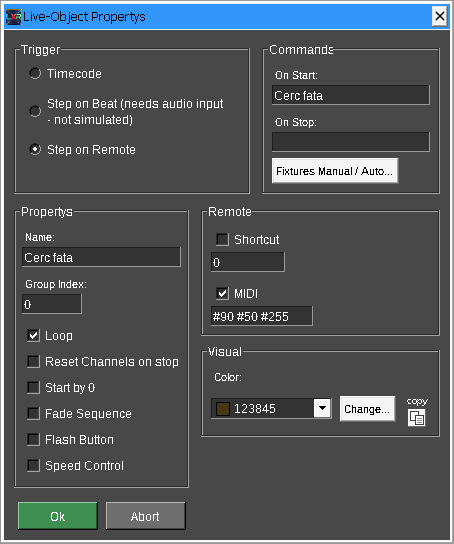 Live-Object Propertys
Trigger
Timecode
Step on Beat (needs audio input
- not simulated)
Step on Remote
Commands
On Start:
Cerc fata
On Stop:
Fixtures Manual / Auto...
Propertys
Name:
Cerc fata
Group Index:
0
Loop
Reset Channels on stop
Start by 0
Fade Sequence
Flash Button
Speed Control
Remote
Shortcut
0
MIDI
#90 #50 #255
Visual
Color:
123845
Change...
copy
Ok
Abort